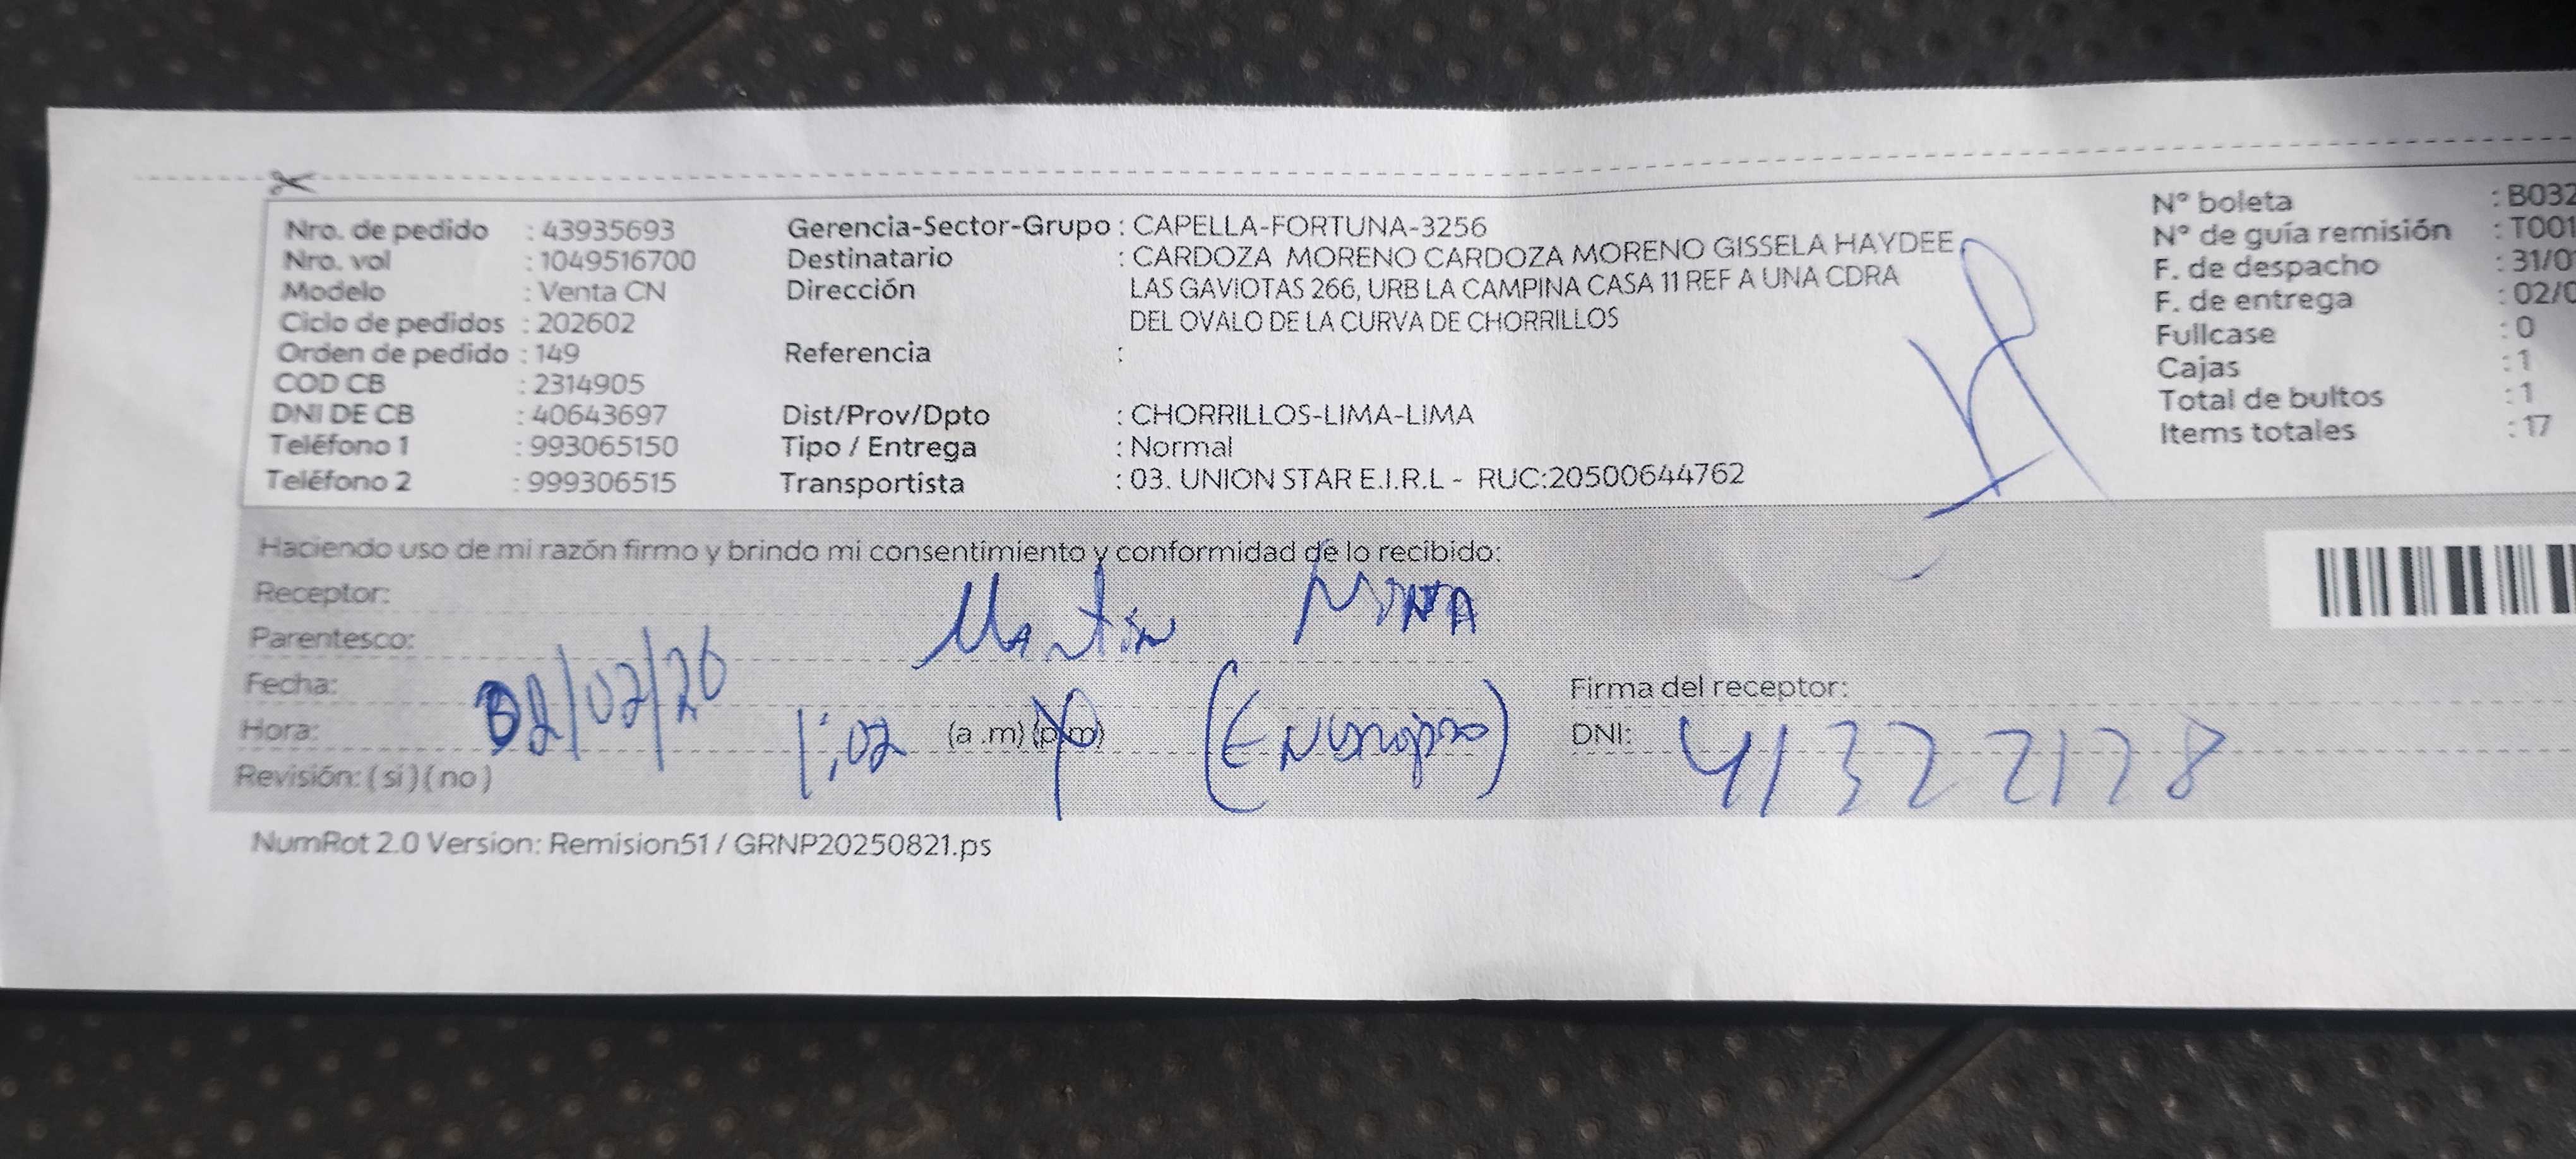 Nro. de pedido : 43935693
Nro. vol : 1049516700
Modelo : Venta CN
Ciclo de pedidos : 202602
Orden de pedido : 149
COD CB : 2314905
DNI DE CB : 40643697
Teléfono 1 : 993065150
Teléfono 2 : 999306515
Gerencia-Sector-Grupo : CAPELLA-FORTUNA-3256
Destinatario : CARDOZA MORENO CARDOZA MORENO GISSELA HAYDEE
Dirección LAS GAVIOTAS 266, URB LA CAMPINA CASA 11 REF A UNA CDRA
DEL OVALO DE LA CURVA DE CHORRILLOS
Referencia :
Dist/Prov/Dpto : CHORRILLOS-LIMA-LIMA
Tipo / Entrega : Normal
Transportista : 03. UNION STAR E.I.R.L - RUC:20500644762
N° boleta : B032
N° de guía remisión : T001
F. de despacho : 31/0
F. de entrega : 02/0
Fullcase : 0
Cajas : 1
Total de bultos : 1
Items totales : 17
Haciendo uso de mi razón firmo y brindo mi consentimiento y conformidad de lo recibido:
Receptor: Martin
Parentesco:
Fecha: 02/02/26
Hora: 1:02 (a .m) (p.m)
Revisión: ( si ) ( no )
Firma del receptor:
DNI: 41322128
NumRot 2.0 Version: Remision51 / GRNP20250821.ps